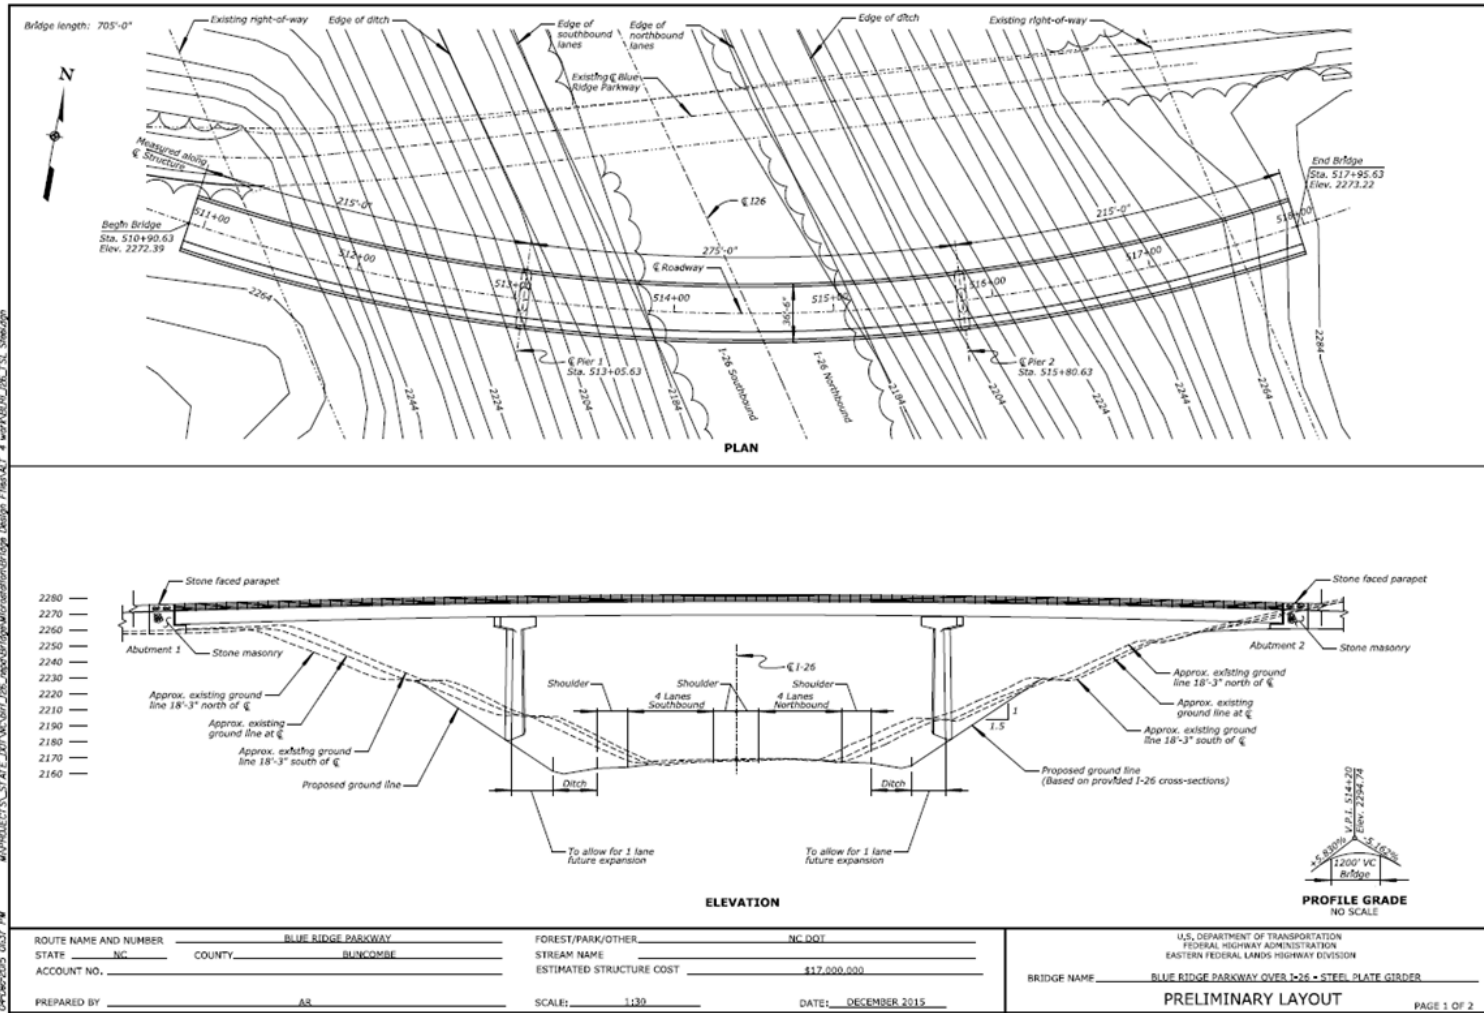 Bridge length: 705'-0"
Existing right-of-way
Edge of ditch
Edge of
southbound
lanes
Edge of
northbound
lanes
Edge of ditch
Existing right-of-way
N
Existing ℄ Blue
Ridge Parkway
Measured along
℄ Structure
End Bridge
Sta. 517+95.63
Elev. 2273.22
Begin Bridge
Sta. 510+90.63
Elev. 2272.39
215'-0"
275'-0"
215'-0"
℄ I26
℄ Roadway
511+00
512+00
513+00
514+00
515+00
516+00
517+00
518+00
36'-9"
℄ Pier 1
Sta. 513+05.63
℄ Pier 2
Sta. 515+80.63
I-26 Southbound
I-26 Northbound
2264
2244
2224
2204
2184
2184
2204
2224
2244
2264
2284
PLAN
2280
2270
2260
2250
2240
2230
2220
2210
2190
2180
2170
2160
Stone faced parapet
Stone faced parapet
Abutment 1
Stone masonry
Abutment 2
Stone masonry
℄ I-26
Shoulder
4 Lanes
Southbound
Shoulder
4 Lanes
Northbound
Shoulder
Approx. existing ground
line 18'-3" north of ℄
Approx. existing
ground line at ℄
Approx. existing ground
line 18'-3" south of ℄
Proposed ground line
Approx. existing ground
line 18'-3" north of ℄
Approx. existing
ground line at ℄
Approx. existing ground
line 18'-3" south of ℄
1
1.5
Proposed ground line
(Based on provided I-26 cross-sections)
Ditch
Ditch
To allow for 1 lane
future expansion
To allow for 1 lane
future expansion
ELEVATION
V.P.I. 514+20
Elev. 2294.74
+5.830%
-5.162%
1200' VC
Bridge
PROFILE GRADE
NO SCALE
ROUTE NAME AND NUMBER BLUE RIDGE PARKWAY
STATE NC COUNTY BUNCOMBE
ACCOUNT NO.
PREPARED BY AR
FOREST/PARK/OTHER NC DOT
STREAM NAME
ESTIMATED STRUCTURE COST $17,000,000
SCALE: 1:30 DATE: DECEMBER 2015
U.S. DEPARTMENT OF TRANSPORTATION
FEDERAL HIGHWAY ADMINISTRATION
EASTERN FEDERAL LANDS HIGHWAY DIVISION
BRIDGE NAME BLUE RIDGE PARKWAY OVER I-26 - STEEL PLATE GIRDER
PRELIMINARY LAYOUT
PAGE 1 OF 2